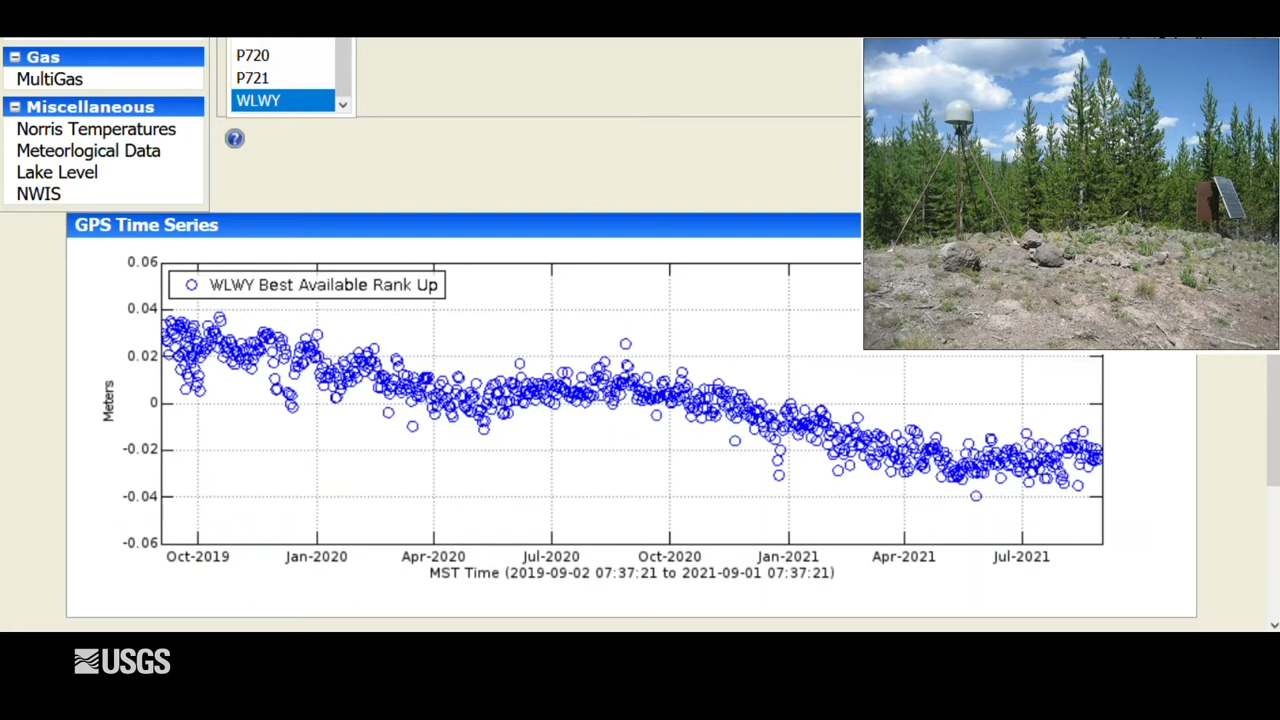 Gas
MultiGas
Miscellaneous
Norris Temperatures
Meteorlogical Data
Lake Level
NWIS
P720
P721
WLWY
?
GPS Time Series
WLWY Best Available Rank Up
Meters
0.06
0.04
0.02
0
-0.02
-0.04
-0.06
Oct-2019 Jan-2020 Apr-2020 Jul-2020 Oct-2020 Jan-2021 Apr-2021 Jul-2021
MST Time (2019-09-02 07:37:21 to 2021-09-01 07:37:21)
USGS